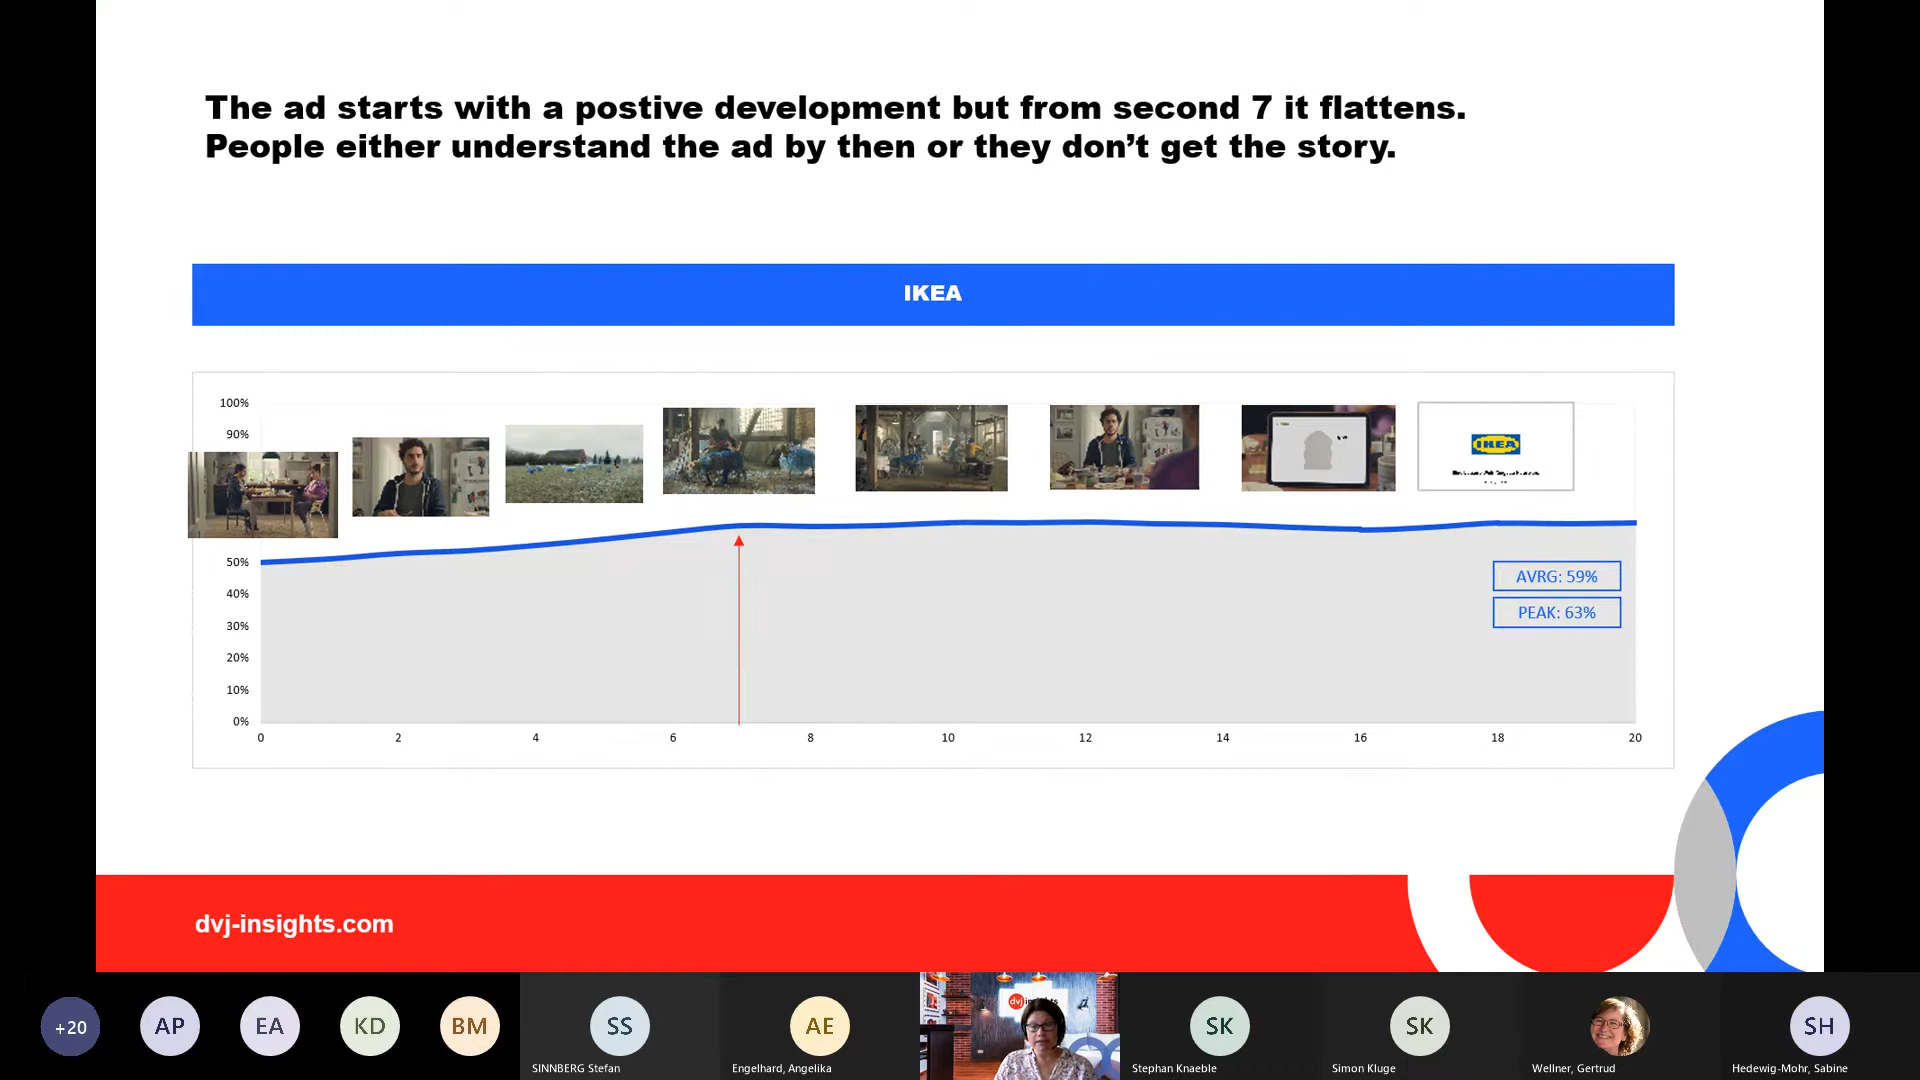 The ad starts with a postive development but from second 7 it flattens.
People either understand the ad by then or they don’t get the story.
IKEA
100%
90%
50%
40%
30%
20%
10%
0%
IKEA
AVRG: 59%
PEAK: 63%
0 2 4 6 8 10 12 14 16 18 20
dvj-insights.com
+20 AP EA KD BM SS AE SK SK SH
dvj insights
SINNBERG Stefan Engelhard, Angelika Stephan Knaeble Simon Kluge Wellner, Gertrud Hedewig-Mohr, Sabine